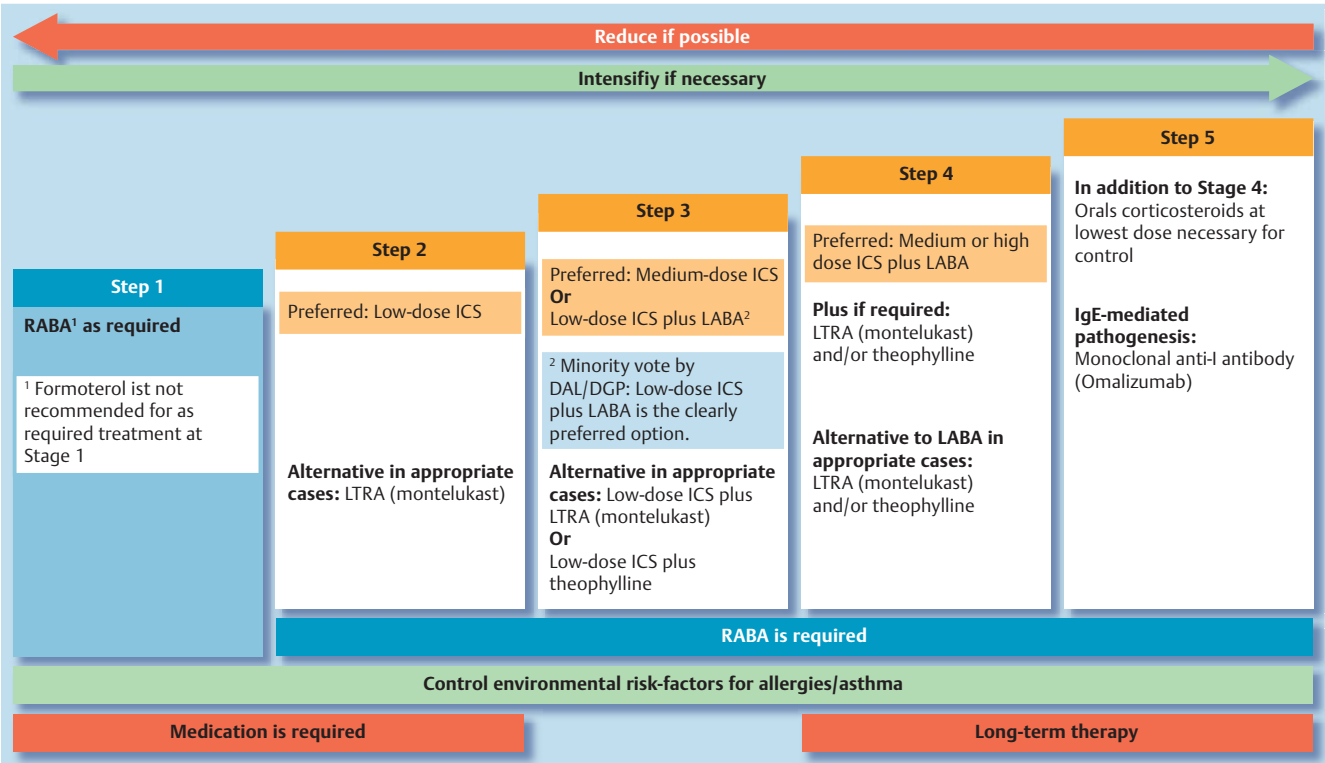 Reduce if possible
Intensifiy if necessary
Step 1
RABA¹ as required
¹ Formoterol ist not
recommended for as
required treatment at
Stage 1
Step 2
Preferred: Low-dose ICS
Alternative in appropriate
cases: LTRA (montelukast)
Step 3
Preferred: Medium-dose ICS
Or
Low-dose ICS plus LABA²
² Minority vote by
DAL/DGP: Low-dose ICS
plus LABA is the clearly
preferred option.
Alternative in appropriate
cases: Low-dose ICS plus
LTRA (montelukast)
Or
Low-dose ICS plus
theophylline
Step 4
Preferred: Medium or high
dose ICS plus LABA
Plus if required:
LTRA (montelukast)
and/or theophylline
Alternative to LABA in
appropriate cases:
LTRA (montelukast)
and/or theophylline
Step 5
In addition to Stage 4:
Orals corticosteroids at
lowest dose necessary for
control
IgE-mediated
pathogenesis:
Monoclonal anti-I antibody
(Omalizumab)
RABA is required
Control environmental risk-factors for allergies/asthma
Medication is required
Long-term therapy